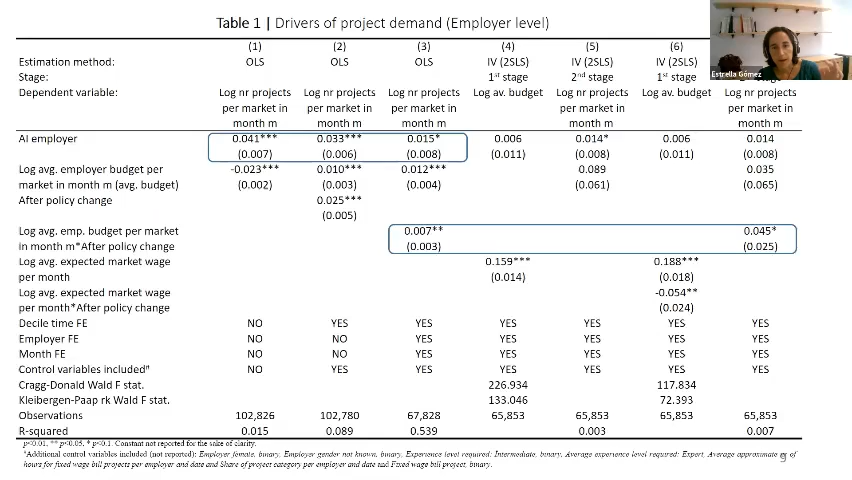 Table 1 | Drivers of project demand (Employer level)
(1) (2) (3) (4) (5) (6)
Estimation method: OLS OLS OLS IV (2SLS) IV (2SLS) IV (2SLS)
Estrella Gómez
Stage: 1st stage 2nd stage 1st stage
Dependent variable: Log nr projects Log nr projects Log nr projects Log av. budget Log nr projects Log av. budget Log nr projects
per market in per market in per market in per market in per market in
month m month m month m month m month m
AI employer 0.041*** 0.033*** 0.015* 0.006 0.014* 0.006 0.014
(0.007) (0.006) (0.008) (0.011) (0.008) (0.011) (0.008)
Log avg. employer budget per -0.023*** 0.010*** 0.012*** 0.089 0.035
market in month m (avg. budget) (0.002) (0.003) (0.004) (0.061) (0.065)
After policy change 0.025***
(0.005)
Log avg. emp. budget per market 0.007** 0.045*
in month m*After policy change (0.003) (0.025)
Log avg. expected market wage 0.159*** 0.188***
per month (0.014) (0.018)
Log avg. expected market wage -0.054**
per month*After policy change (0.024)
Decile time FE NO YES YES YES YES YES YES
Employer FE NO NO YES YES YES YES YES
Month FE NO NO YES YES YES YES YES
Control variables included# NO YES YES YES YES YES YES
Cragg-Donald Wald F stat. 226.934 117.834
Kleibergen-Paap rk Wald F stat. 133.046 72.393
Observations 102,826 102,780 67,828 65,853 65,853 65,853 65,853
R-squared 0.015 0.089 0.539 0.003 0.007
p<0.01, ** p<0.05, * p<0.1. Constant not reported for the sake of clarity.
#Additional control variables included (not reported): Employer female, binary, Employer gender not known, binary, Experience level required: Intermediate, binary, Average experience level required: Expert, Average approximate of
hours for fixed wage bill projects per employer and date and Share of project category per employer and date and Fixed wage bill project, binary.